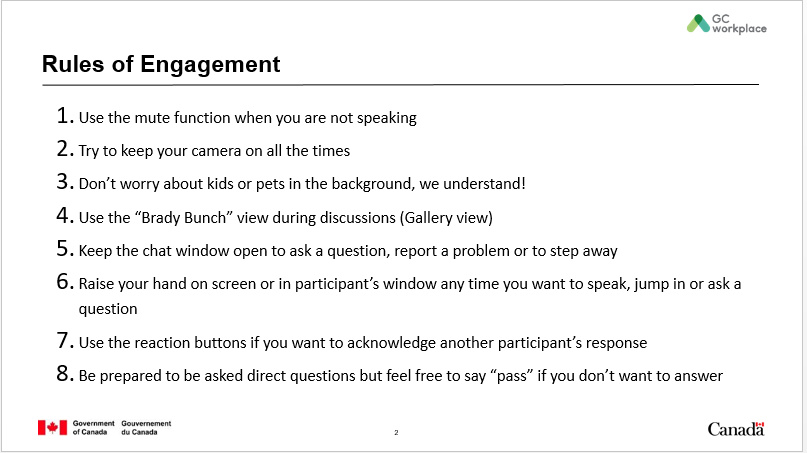 GC
workplace
Rules of Engagement
1. Use the mute function when you are not speaking
2. Try to keep your camera on all the times
3. Don’t worry about kids or pets in the background, we understand!
4. Use the “Brady Bunch” view during discussions (Gallery view)
5. Keep the chat window open to ask a question, report a problem or to step away
6. Raise your hand on screen or in participant’s window any time you want to speak, jump in or ask a
question
7. Use the reaction buttons if you want to acknowledge another participant’s response
8. Be prepared to be asked direct questions but feel free to say “pass” if you don’t want to answer
Government Gouvernement
of Canada du Canada
2
Canada